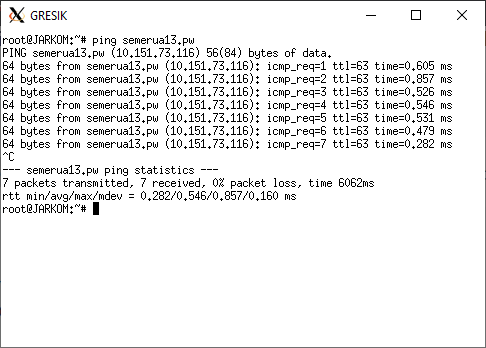 GRESIK
root@JARKOM:~# ping semerua13.pw
PING semerua13.pw (10.151.73.116) 56(84) bytes of data.
64 bytes from semerua13.pw (10.151.73.116): icmp_req=1 ttl=63 time=0.605 ms
64 bytes from semerua13.pw (10.151.73.116): icmp_req=2 ttl=63 time=0.857 ms
64 bytes from semerua13.pw (10.151.73.116): icmp_req=3 ttl=63 time=0.526 ms
64 bytes from semerua13.pw (10.151.73.116): icmp_req=4 ttl=63 time=0.546 ms
64 bytes from semerua13.pw (10.151.73.116): icmp_req=5 ttl=63 time=0.531 ms
64 bytes from semerua13.pw (10.151.73.116): icmp_req=6 ttl=63 time=0.479 ms
64 bytes from semerua13.pw (10.151.73.116): icmp_req=7 ttl=63 time=0.282 ms
^C
--- semerua13.pw ping statistics ---
7 packets transmitted, 7 received, 0% packet loss, time 6062ms
rtt min/avg/max/mdev = 0.282/0.546/0.857/0.160 ms
root@JARKOM:~#